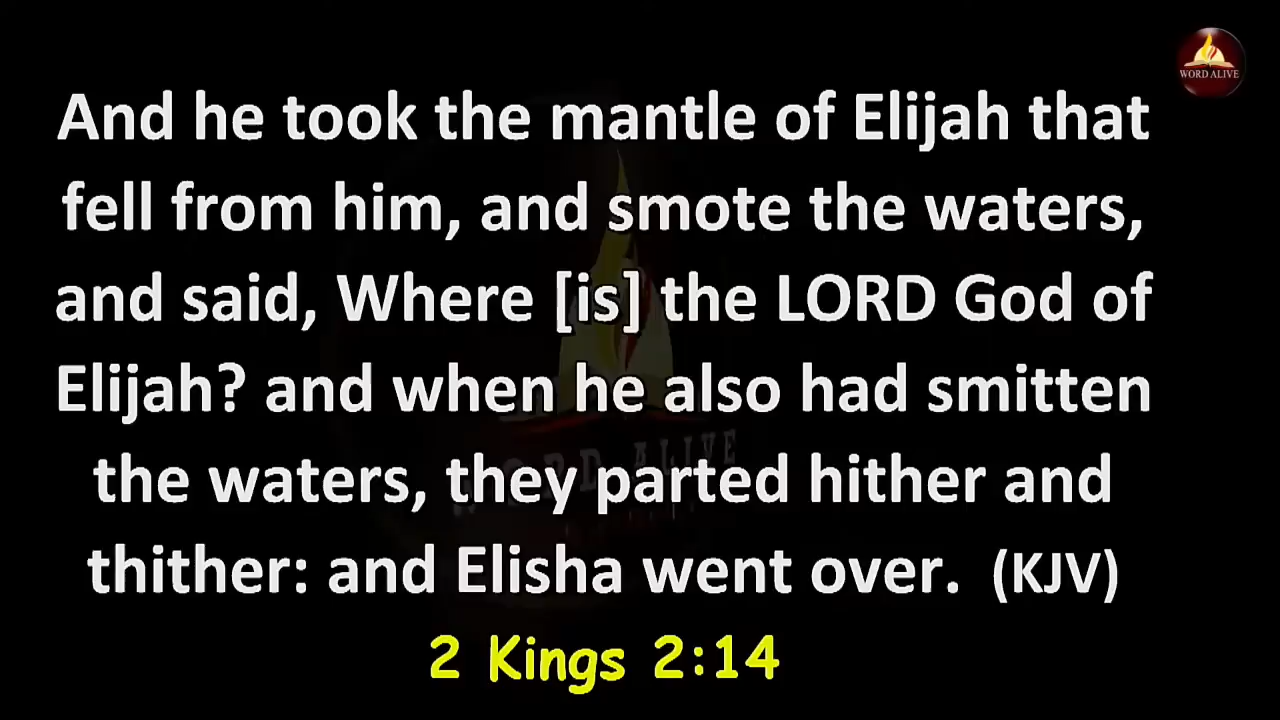 WORD ALIVE
And he took the mantle of Elijah that
fell from him, and smote the waters,
and said, Where [is] the LORD God of
Elijah? and when he also had smitten
the waters, they parted hither and
thither: and Elisha went over. (KJV)
2 Kings 2:14
WORD ALIVE